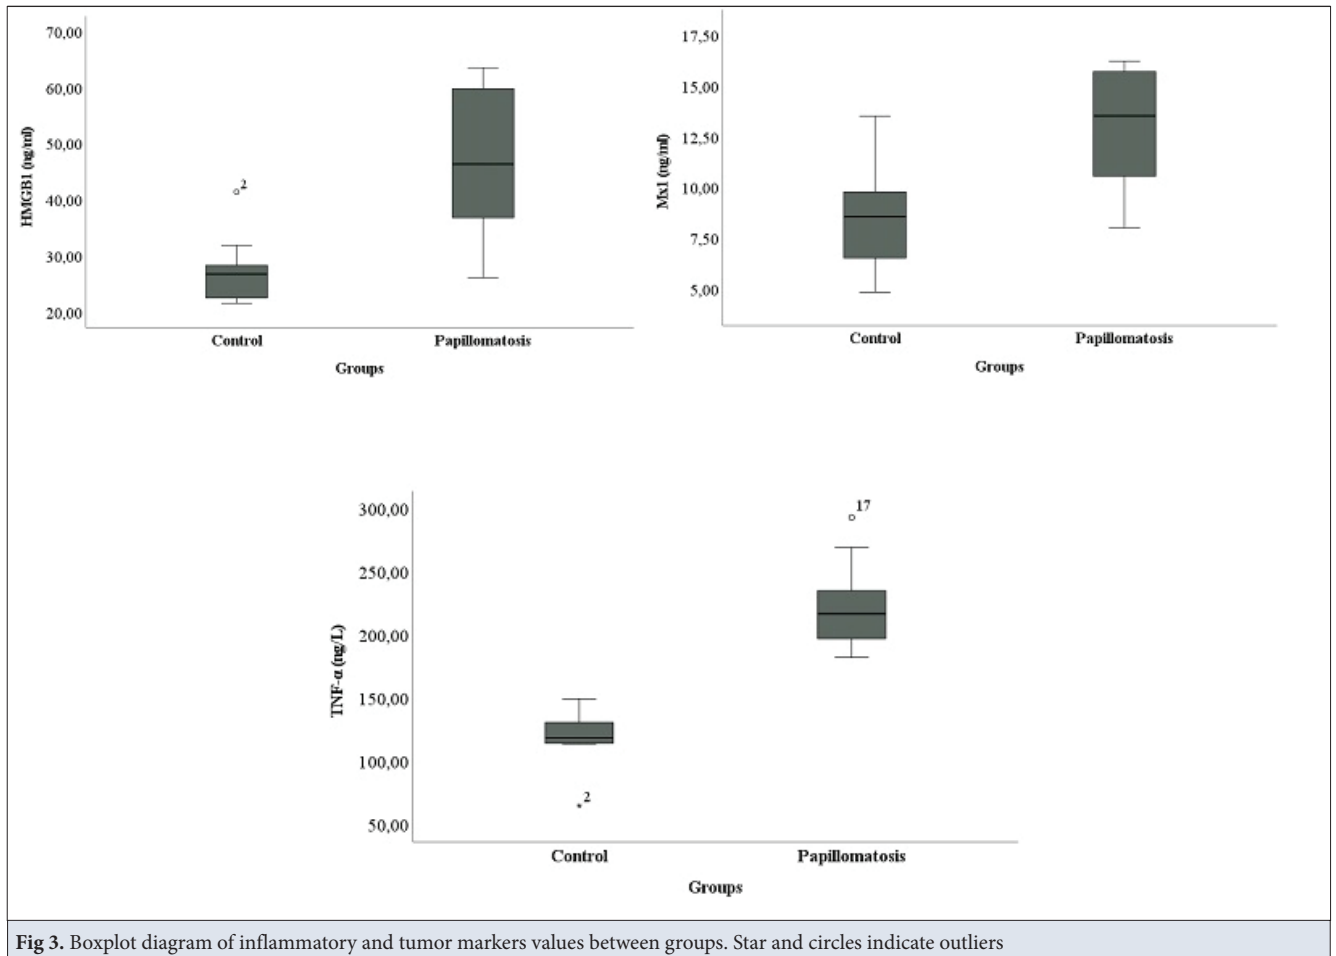 70,00
60,00
50,00
40,00
30,00
20,00
HMGB1 (ng/ml)
2
Control
Papillomatosis
Groups
17,50
15,00
12,50
10,00
7,50
5,00
Mx1 (ng/ml)
Control
Papillomatosis
Groups
300,00
250,00
200,00
150,00
100,00
50,00
TNF-α (ng/L)
17
2
Control
Papillomatosis
Groups
Fig 3. Boxplot diagram of inflammatory and tumor markers values between groups. Star and circles indicate outliers